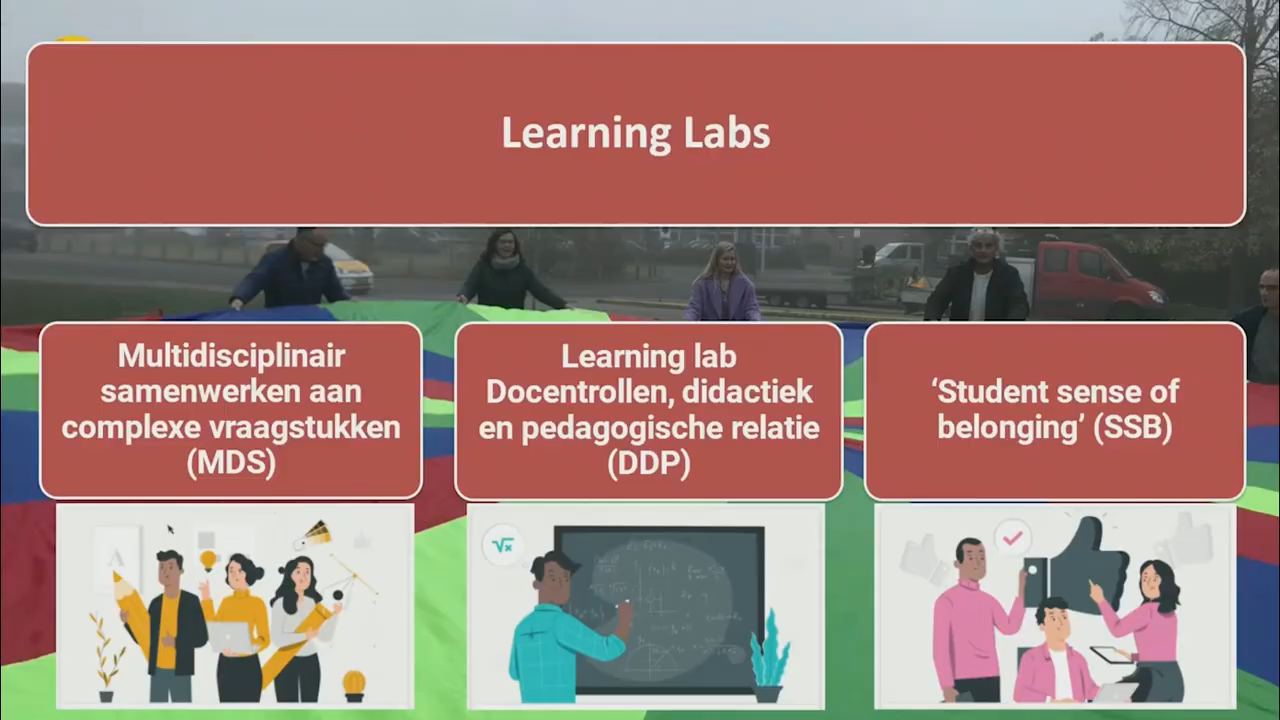 Learning Labs
Multidisciplinair
samenwerken aan
complexe vraagstukken
(MDS)
Learning lab
Docentrollen, didactiek
en pedagogische relatie
(DDP)
‘Student sense of
belonging’ (SSB)
A
√x